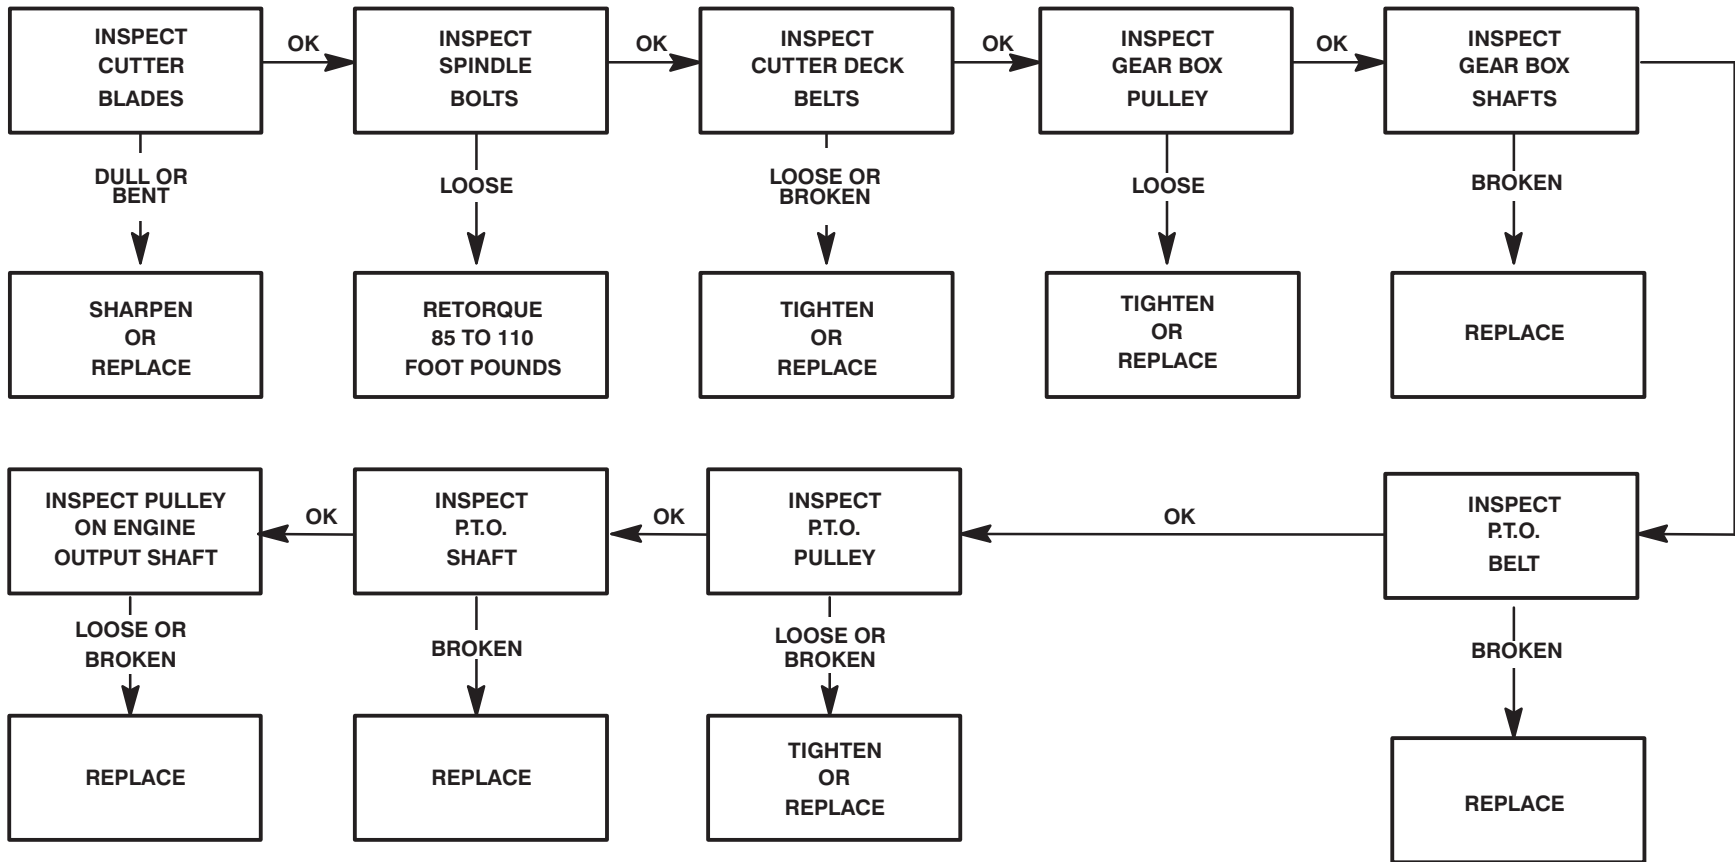 INSPECT
CUTTER
BLADES
OK
INSPECT
SPINDLE
BOLTS
OK
INSPECT
CUTTER DECK
BELTS
OK
INSPECT
GEAR BOX
PULLEY
OK
INSPECT
GEAR BOX
SHAFTS
DULL OR
BENT
LOOSE
LOOSE OR
BROKEN
LOOSE
BROKEN
SHARPEN
OR
REPLACE
RETORQUE
85 TO 110
FOOT POUNDS
TIGHTEN
OR
REPLACE
TIGHTEN
OR
REPLACE
REPLACE
INSPECT PULLEY
ON ENGINE
OUTPUT SHAFT
OK
INSPECT
P.T.O.
SHAFT
OK
INSPECT
P.T.O.
PULLEY
OK
INSPECT
P.T.O.
BELT
LOOSE OR
BROKEN
BROKEN
LOOSE OR
BROKEN
BROKEN
REPLACE
REPLACE
TIGHTEN
OR
REPLACE
REPLACE